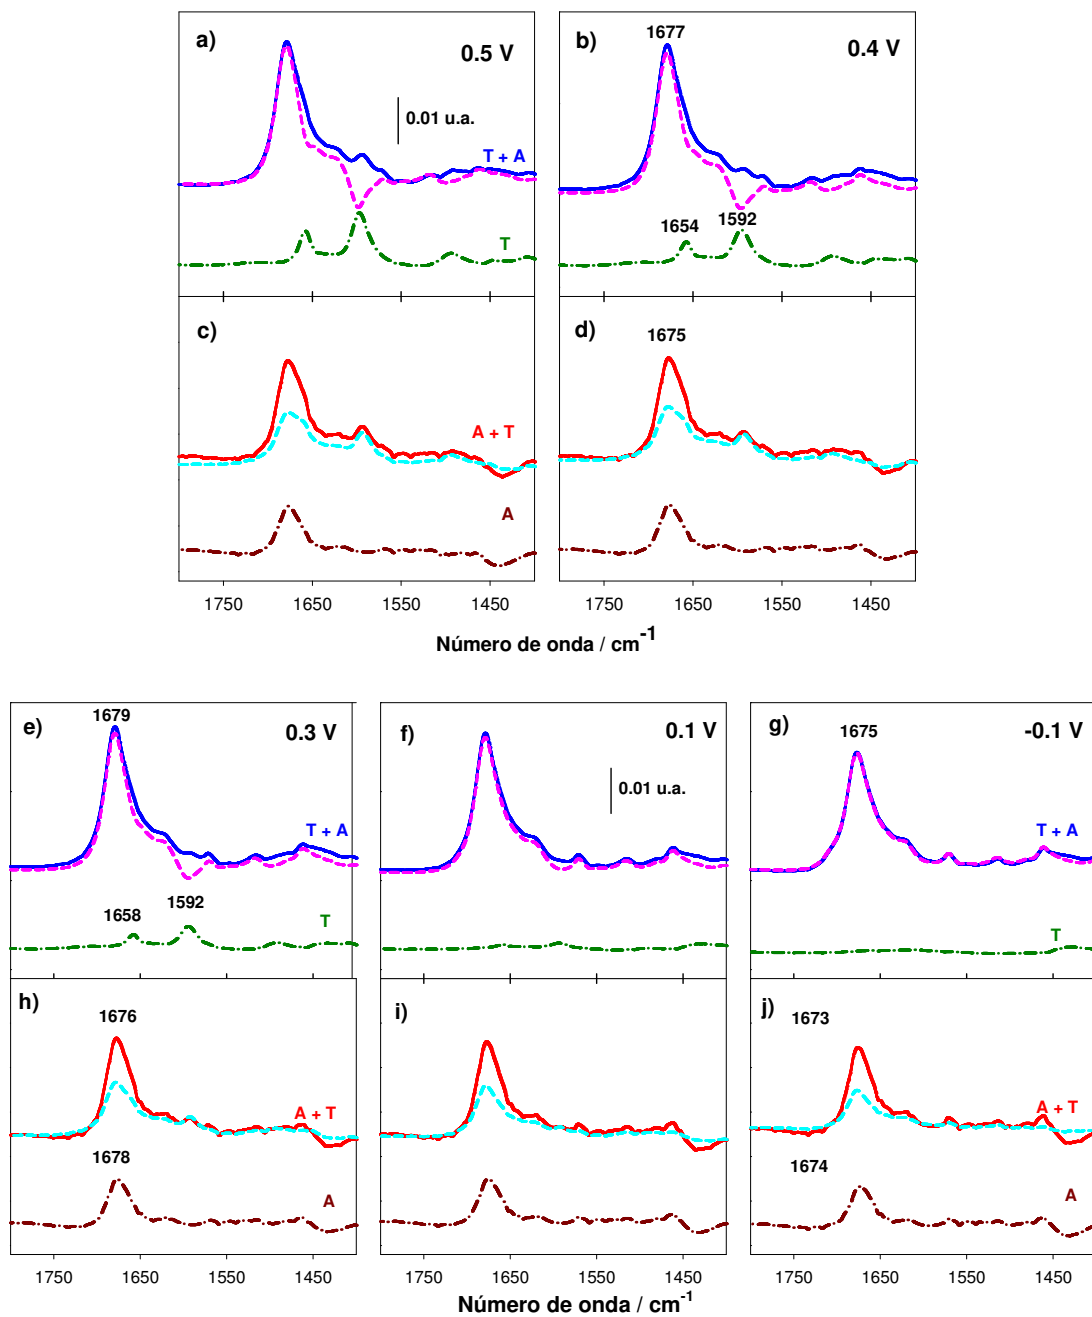 a) 0.5 V
0.01 u.a.
T + A
T
b) 1677 0.4 V
1654 1592
c)
A + T
A
d) 1675
1750 1650 1550 1450
1750 1650 1550 1450
Número de onda / cm-1
e) 1679 0.3 V
T + A
1658 1592
T
f) 0.1 V
0.01 u.a.
g) 1675 -0.1 V
T + A
T
h) 1676
A + T
1678
A
i)
j) 1673
A + T
1674
A
1750 1650 1550 1450
1750 1650 1550 1450
1750 1650 1550 1450
Número de onda / cm-1